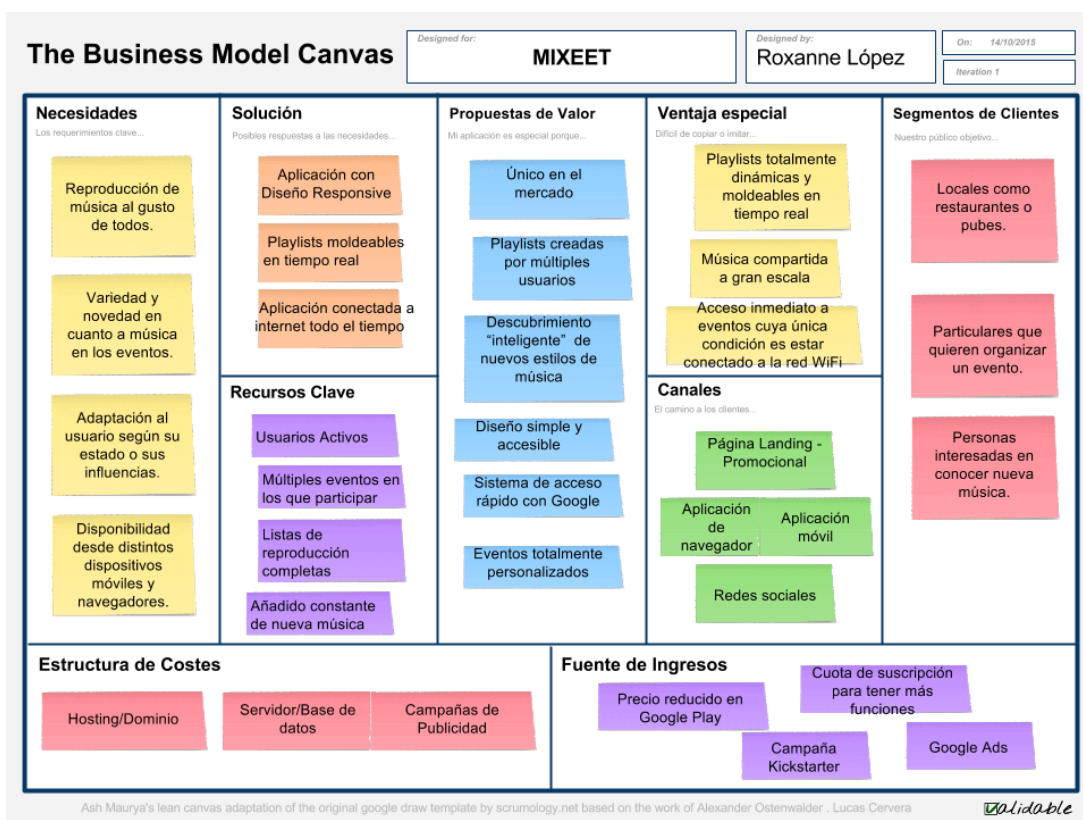 The Business Model Canvas
Designed for:
MIXEET
Designed by:
Roxanne López
On: 14/10/2015
Iteration 1
Necesidades
Los requerimientos clave...
Reproducción de
música al gusto
de todos.
Variedad y
novedad en
cuanto a música
en los eventos.
Adaptación al
usuario según su
estado o sus
influencias.
Disponibilidad
desde distintos
dispositivos
móviles y
navegadores.
Solución
Posibles respuestas a las necesidades...
Aplicación con
Diseño Responsive
Playlists moldeables
en tiempo real
Aplicación conectada a
internet todo el tiempo
Recursos Clave
Usuarios Activos
Múltiples eventos en
los que participar
Listas de
reproducción
completas
Añadido constante
de nueva música
Propuestas de Valor
Mi aplicación es especial porque...
Único en el
mercado
Playlists creadas
por múltiples
usuarios
Descubrimiento
“inteligente” de
nuevos estilos de
música
Diseño simple y
accesible
Sistema de acceso
rápido con Google
Eventos totalmente
personalizados
Ventaja especial
Difícil de copiar o imitar...
Playlists totalmente
dinámicas y
moldeables en
tiempo real
Música compartida
a gran escala
Acceso inmediato a
eventos cuya única
condición es estar
conectado a la red WiFi
Canales
El camino a los clientes...
Página Landing -
Promocional
Aplicación
de
navegador
Aplicación
móvil
Redes sociales
Segmentos de Clientes
Nuestro público objetivo...
Locales como
restaurantes o
pubes.
Particulares que
quieren organizar
un evento.
Personas
interesadas en
conocer nueva
música.
Estructura de Costes
Hosting/Dominio
Servidor/Base de
datos
Campañas de
Publicidad
Fuente de Ingresos
Precio reducido en
Google Play
Cuota de suscripción
para tener más
funciones
Campaña
Kickstarter
Google Ads
Ash Maurya's lean canvas adaptation of the original google draw template by scrumology.net based on the work of Alexander Ostenwalder . Lucas Cervera
Validable